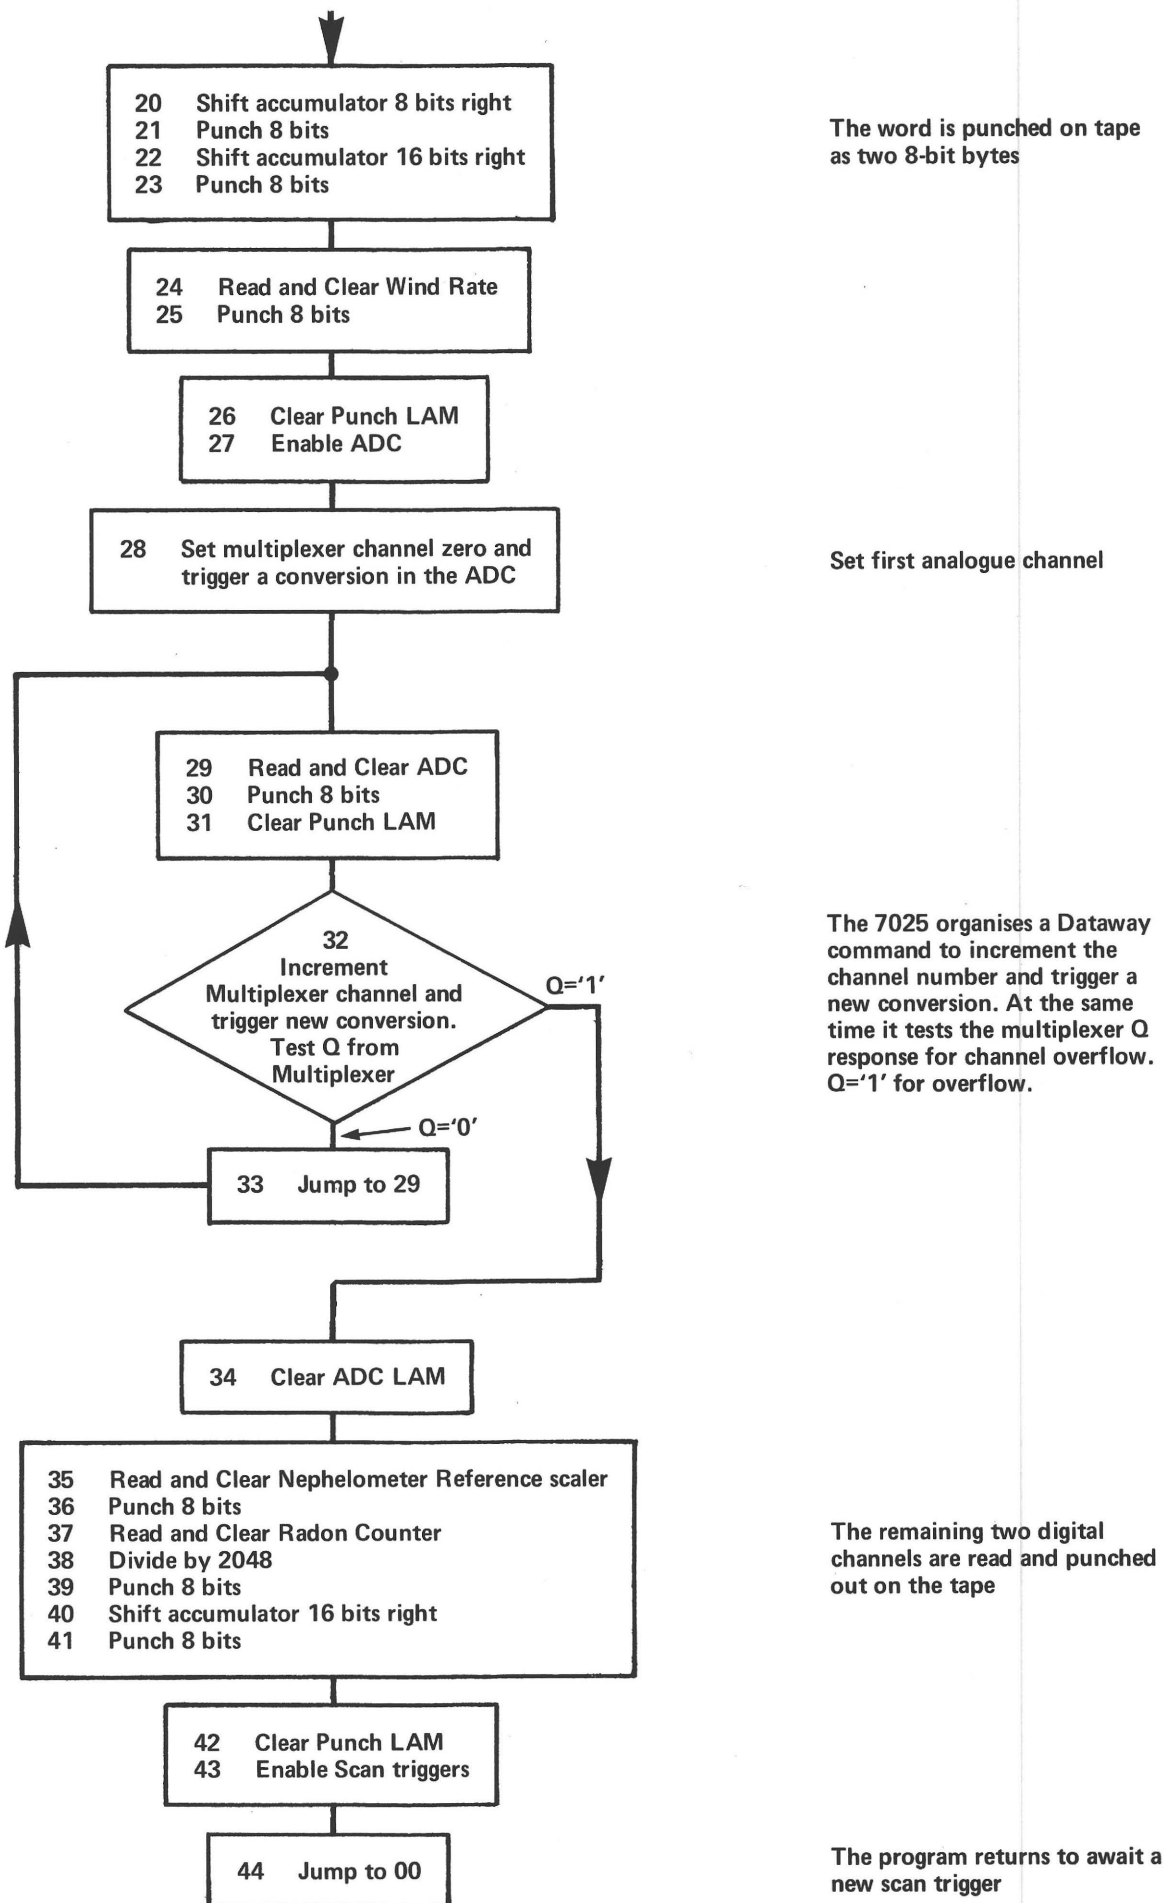 20 Shift accumulator 8 bits right
21 Punch 8 bits
22 Shift accumulator 16 bits right
23 Punch 8 bits
The word is punched on tape
as two 8-bit bytes
24 Read and Clear Wind Rate
25 Punch 8 bits
26 Clear Punch LAM
27 Enable ADC
28 Set multiplexer channel zero and
trigger a conversion in the ADC
Set first analogue channel
29 Read and Clear ADC
30 Punch 8 bits
31 Clear Punch LAM
32
Increment
Multiplexer channel and
trigger new conversion.
Test Q from
Multiplexer
Q=‘1’
Q=‘0’
The 7025 organises a Dataway
command to increment the
channel number and trigger a
new conversion. At the same
time it tests the multiplexer Q
response for channel overflow.
Q=‘1’ for overflow.
33 Jump to 29
34 Clear ADC LAM
35 Read and Clear Nephelometer Reference scaler
36 Punch 8 bits
37 Read and Clear Radon Counter
38 Divide by 2048
39 Punch 8 bits
40 Shift accumulator 16 bits right
41 Punch 8 bits
The remaining two digital
channels are read and punched
out on the tape
42 Clear Punch LAM
43 Enable Scan triggers
44 Jump to 00
The program returns to await a
new scan trigger